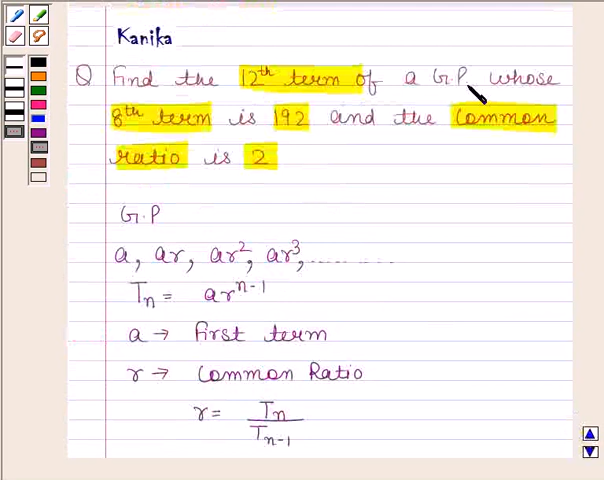 Kanika
Q Find the 12th term of a G.P. whose
8th term is 192 and the common
ratio is 2
G.P
a, ar, ar², ar³, ..........
Tn = ar^n-1
a → First term
r → Common Ratio
r = Tn / Tn-1